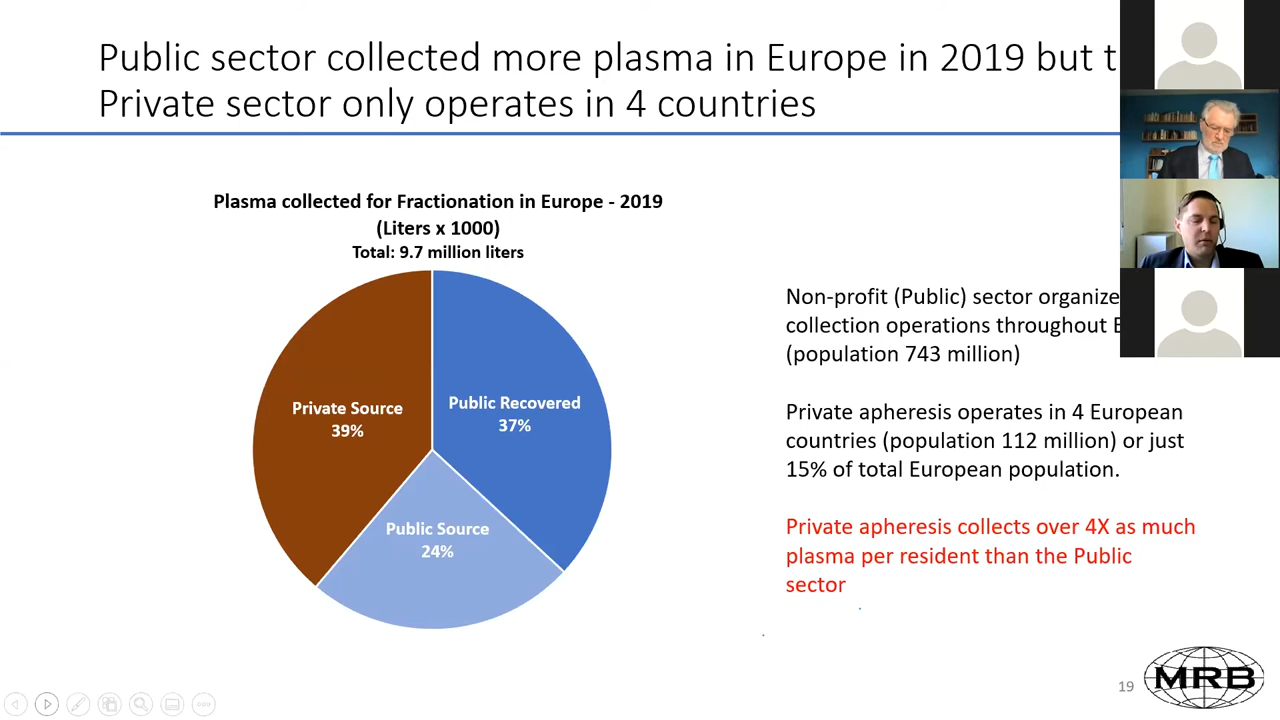 Public sector collected more plasma in Europe in 2019 but
Private sector only operates in 4 countries
Plasma collected for Fractionation in Europe - 2019
(Liters x 1000)
Total: 9.7 million liters
Private Source
39%
Public Recovered
37%
Public Source
24%
Non-profit (Public) sector
collection operations throughout
(population 743 million)
Private apheresis operates in 4 European
countries (population 112 million) or just
15% of total European population.
Private apheresis collects over 4X as much
plasma per resident than the Public
sector
19
MRB